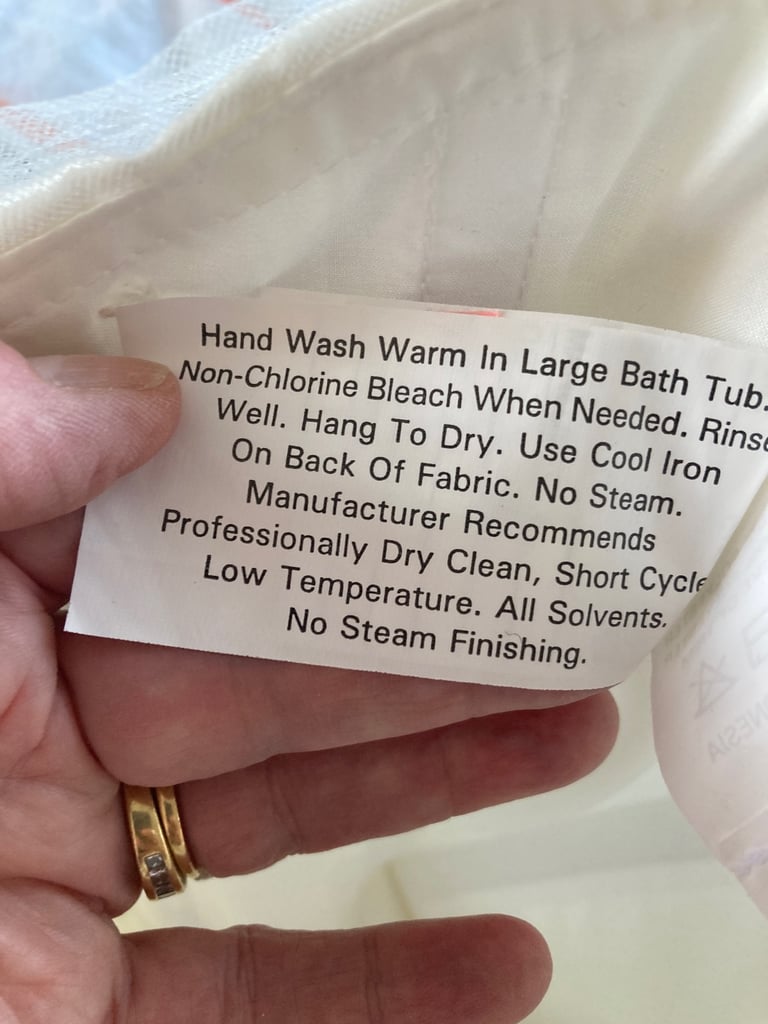 Hand Wash Warm In Large Bath Tub.
Non-Chlorine Bleach When Needed. Rinse
Well. Hang To Dry. Use Cool Iron
On Back Of Fabric. No Steam.
Manufacturer Recommends
Professionally Dry Clean, Short Cycle
Low Temperature. All Solvents.
No Steam Finishing.